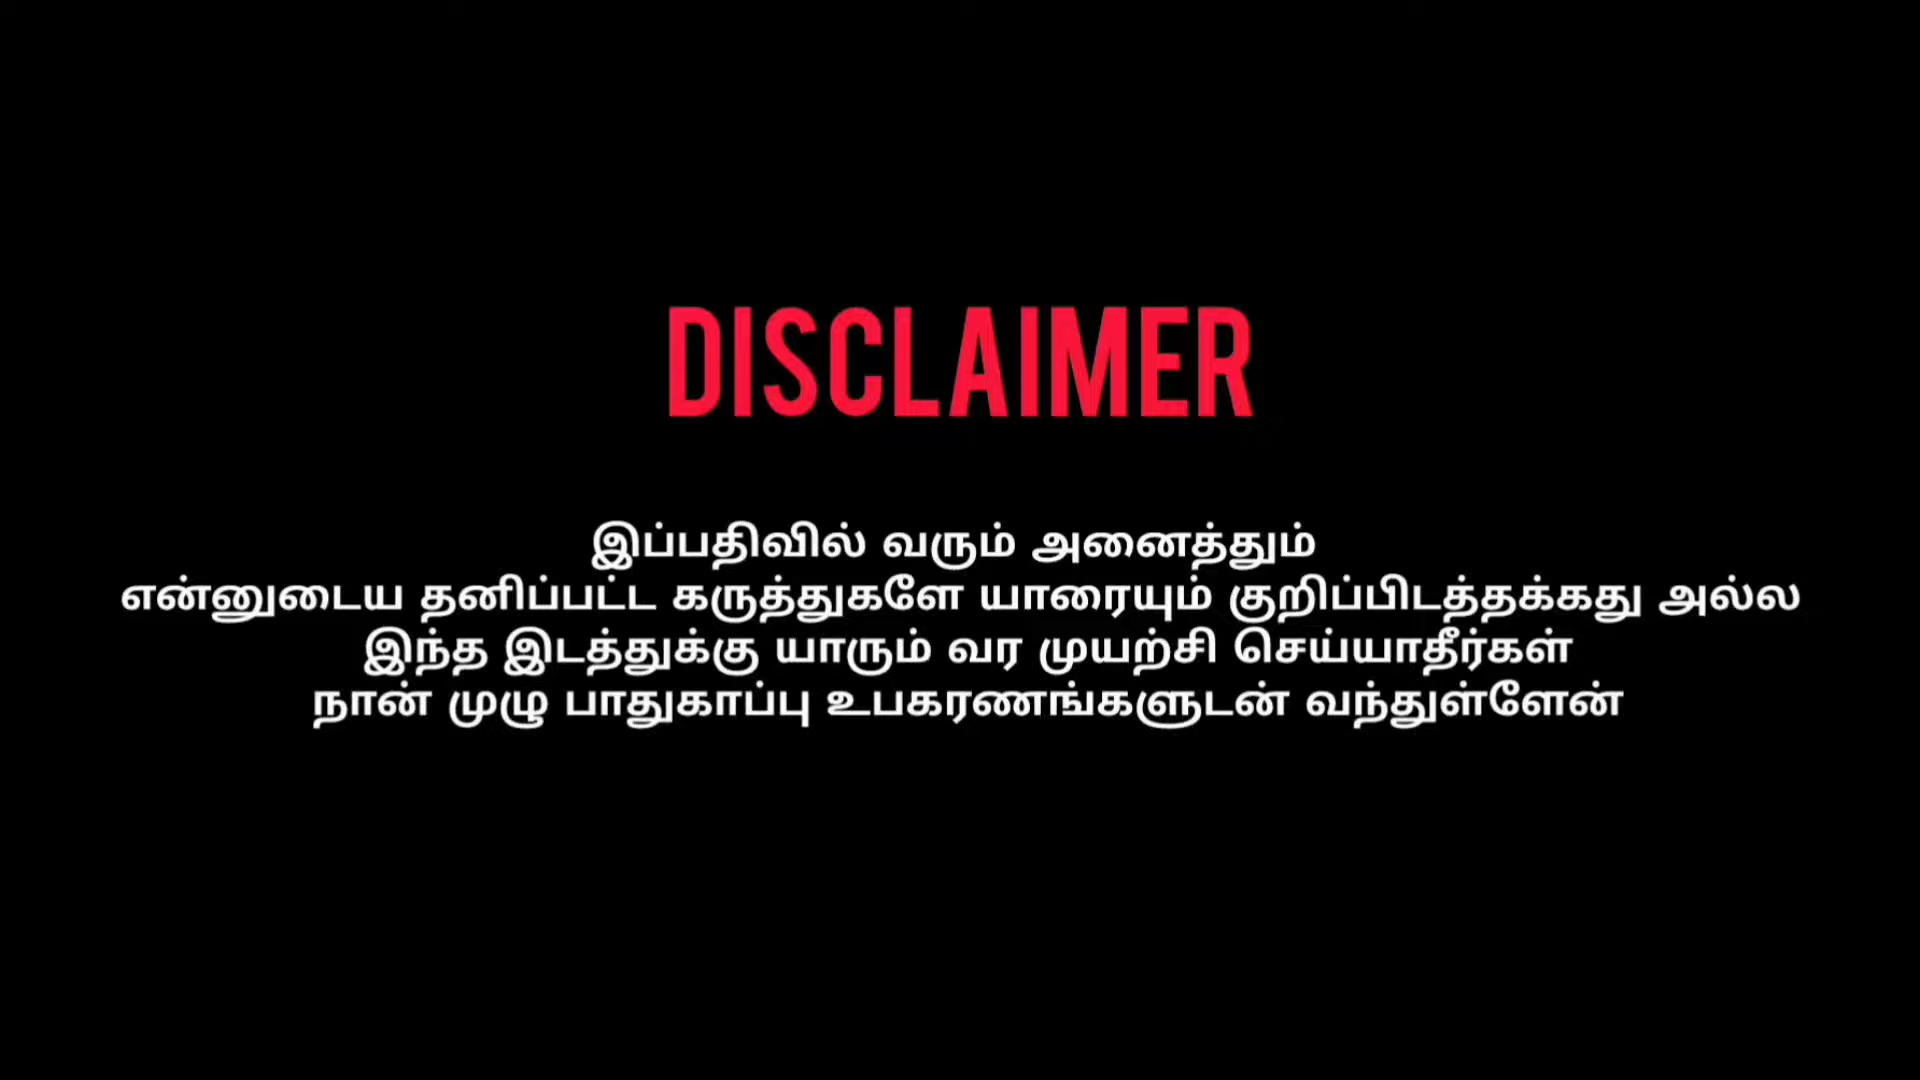 DISCLAIMER
இப்பதிவில் வரும் அனைத்தும்
என்னுடைய தனிப்பட்ட கருத்துகளே யாரையும் குறிப்பிடத்தக்கது அல்ல
இந்த இடத்துக்கு யாரும் வர முயற்சி செய்யாதீர்கள்
நான் முழு பாதுகாப்பு உபகரணங்களுடன் வந்துள்ளேன்